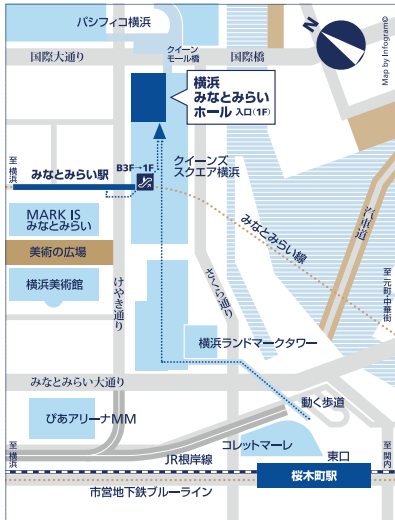 パシフィコ横浜
国際大通り
クイーン
モール橋
国際橋
N
Map by Infogram©
横浜
みなとみらい
ホール 入口(1F)
至横浜
みなとみらい駅
B3F→1F
クイーンズ
スクエア横浜
MARK IS
みなとみらい
美術の広場
横浜美術館
けやき通り
さくら通り
みなとみらい線
汽車道
至元町・中華街
横浜ランドマークタワー
みなとみらい大通り
動く歩道
ぴあアリーナMM
コレットマーレ
東口
至横浜
JR根岸線
桜木町駅
至関内
市営地下鉄ブルーライン